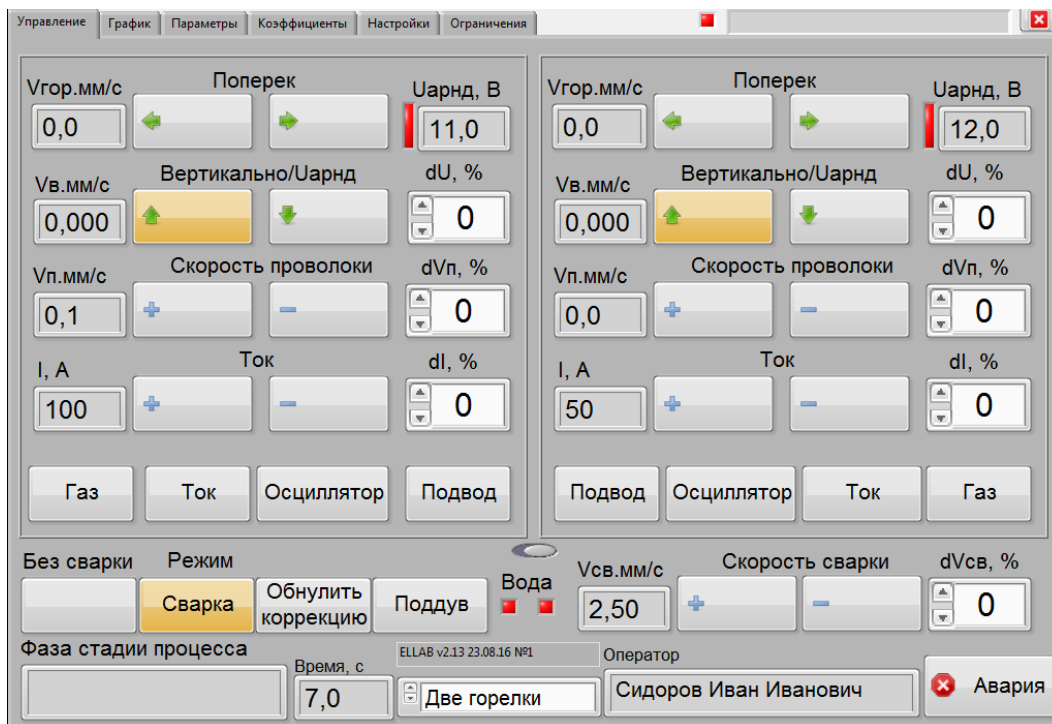 Управление График Параметры Коэффициенты Настройки Ограничения
Vгор.мм/с Поперек Uарнд, В
0,0 11,0
Vв.мм/с Вертикально/Uарнд dU, %
0,000 0
Vп.мм/с Скорость проволоки dVп, %
0,1 0
I, А Ток dI, %
100 0
Газ Ток Осциллятор Подвод
Vгор.мм/с Поперек Uарнд, В
0,0 12,0
Vв.мм/с Вертикально/Uарнд dU, %
0,000 0
Vп.мм/с Скорость проволоки dVп, %
0,0 0
I, А Ток dI, %
50 0
Подвод Осциллятор Ток Газ
Без сварки Режим
Сварка
Обнулить
коррекцию
Поддув
Вода
Vсв.мм/с Скорость сварки dVсв, %
2,50 0
Фаза стадии процесса
Время, с
7,0
ELLAB v2.13 23.08.16 №1
Две горелки
Оператор
Сидоров Иван Иванович
Авария